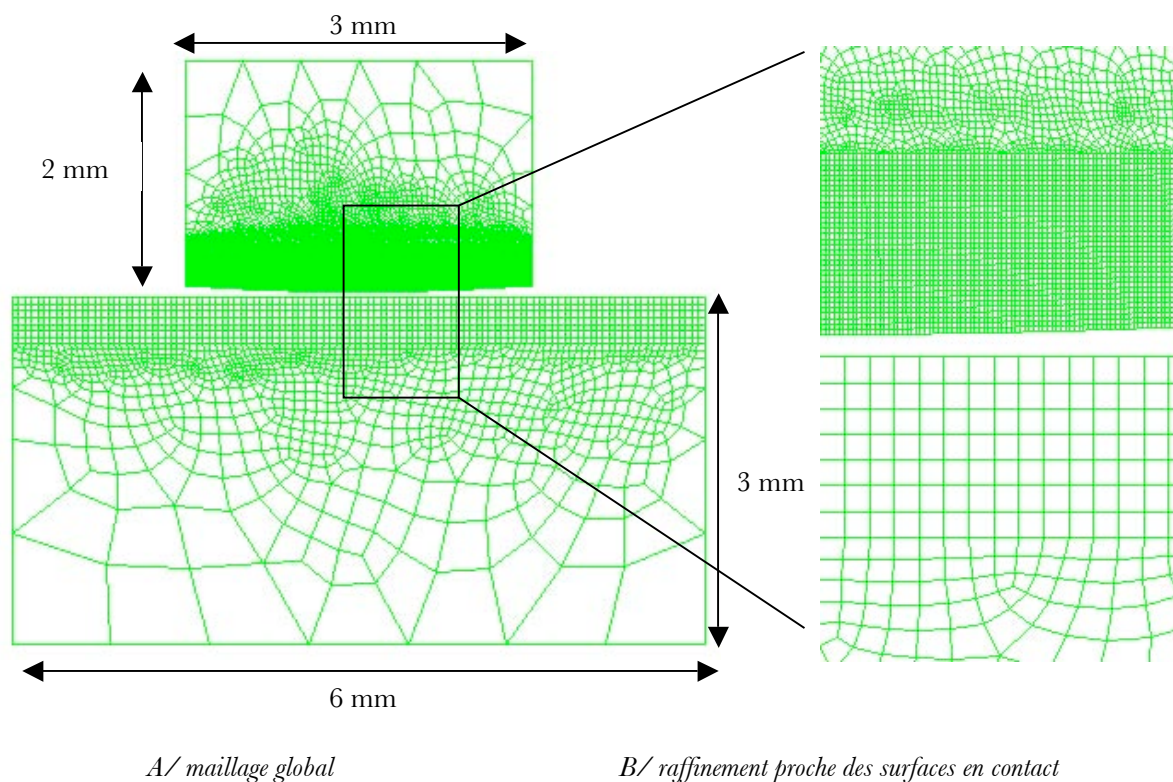 3 mm
2 mm
3 mm
6 mm
A/ maillage global
B/ raffinement proche des surfaces en contact